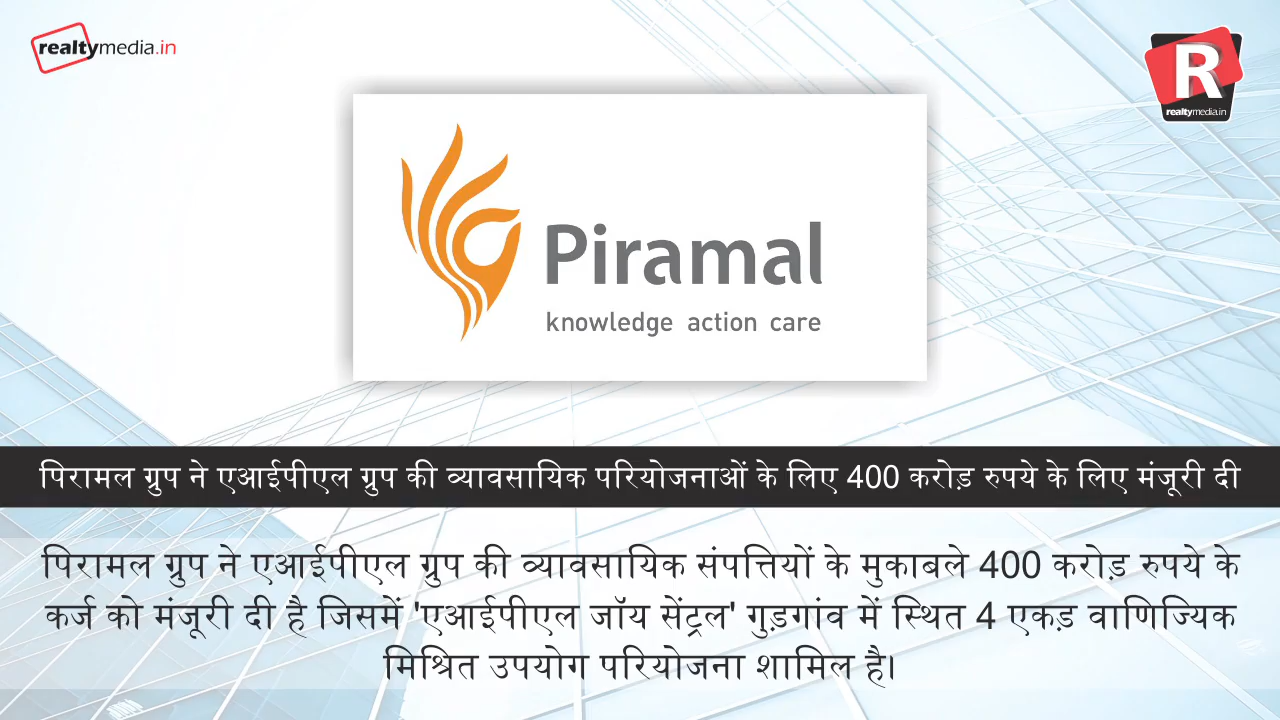 realtymedia.in
R
realtymedia.in
Piramal
knowledge action care
पिरामल ग्रुप ने एआईपीएल ग्रुप की व्यावसायिक परियोजनाओं के लिए 400 करोड़ रुपये के लिए मंजूरी दी
पिरामल ग्रुप ने एआईपीएल ग्रुप की व्यावसायिक संपत्तियों के मुकाबले 400 करोड़ रुपये के
कर्ज को मंजूरी दी है जिसमें 'एआईपीएल जॉय सेंट्रल' गुड़गांव में स्थित 4 एकड़ वाणिज्यिक
मिश्रित उपयोग परियोजना शामिल है।